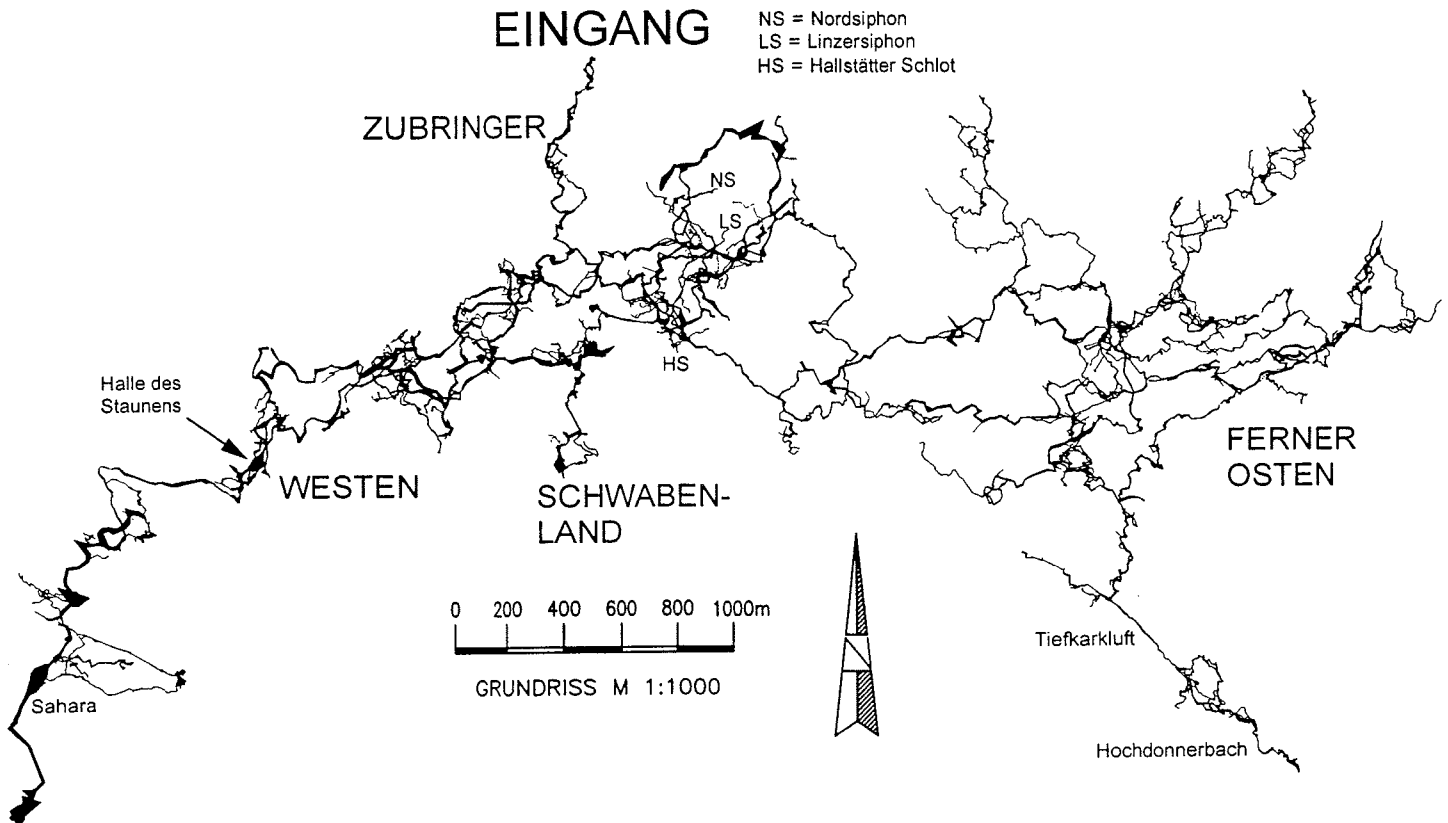 EINGANG
NS = Nordsiphon
LS = Linzersiphon
HS = Hallstätter Schlot
ZUBRINGER
NS
LS
HS
Halle des
Staunens
WESTEN
SCHWABEN-
LAND
FERNER
OSTEN
0 200 400 600 800 1000m
GRUNDRISS M 1:1000
N
Tiefkarkluft
Sahara
Hochdonnerbach